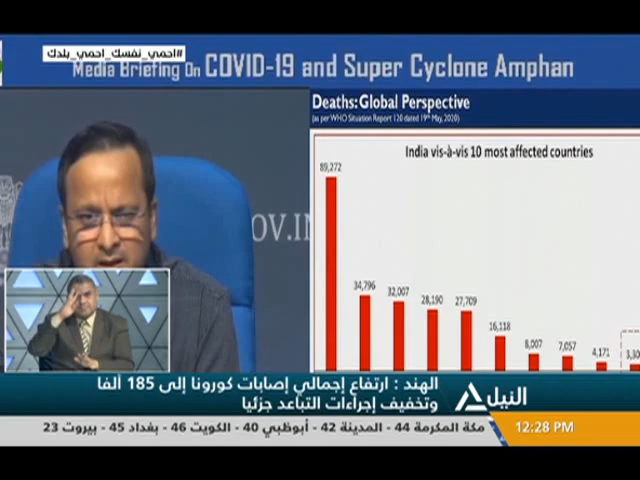 #احمي_نفسك_احمي_بلدك
Media Briefing On COVID-19 and Super Cyclone Amphan
Deaths: Global Perspective
(as per WHO Situation Report 120 dated 19th May, 2020)
India vis-à-vis 10 most affected countries
89,272
34,796
32,007
28,190
27,709
16,118
8,007
7,057
4,171
OV.IN
الهند : ارتفاع إجمالي إصابات كورونا إلى 185 ألفا
وتخفيف إجراءات التباعد جزئيا
النيل
مكة المكرمة 44 - المدينة 42 - أبوظبي 40 - الكويت 46 - بغداد 45 - بيروت 23
12:28 PM